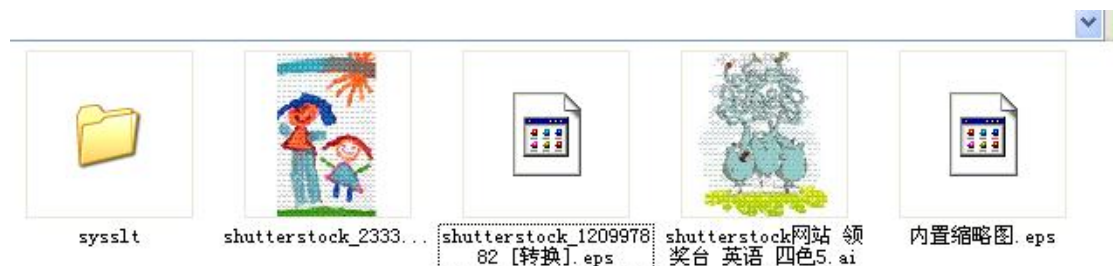 sysslt
shutterstock_2333...
shutterstock_1209978
82 [转换].eps
shutterstock网站 领
奖台 英语 四色5.ai
内置缩略图.eps